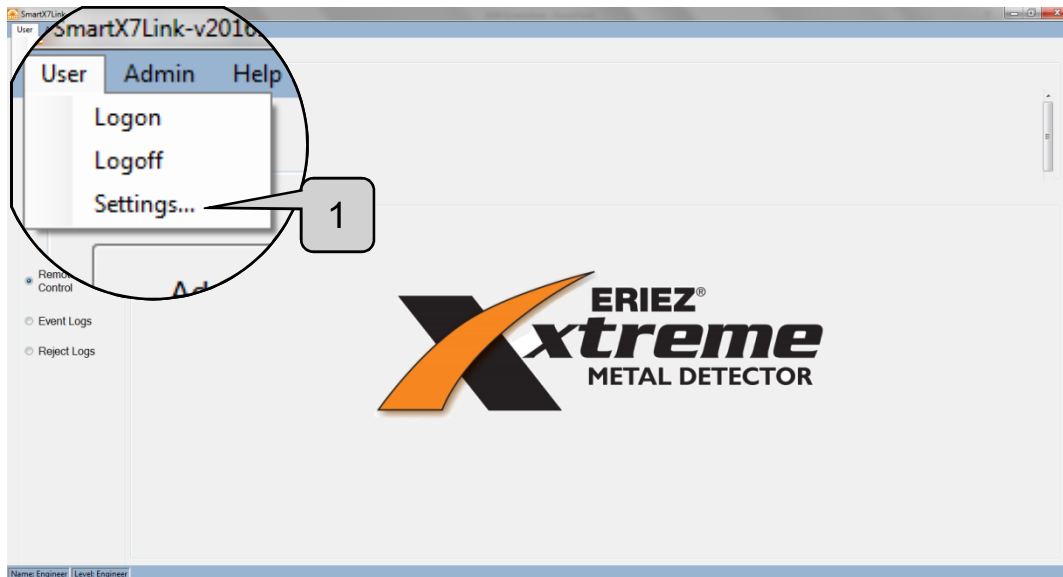 SmartX7Link
User
SmartX7Link-v2016
User Admin Help
Logon
Logoff
Settings...
1
Control
Event Logs
Reject Logs
ERIEZ®
xtreme
METAL DETECTOR
Name: Engineer Level: Engineer